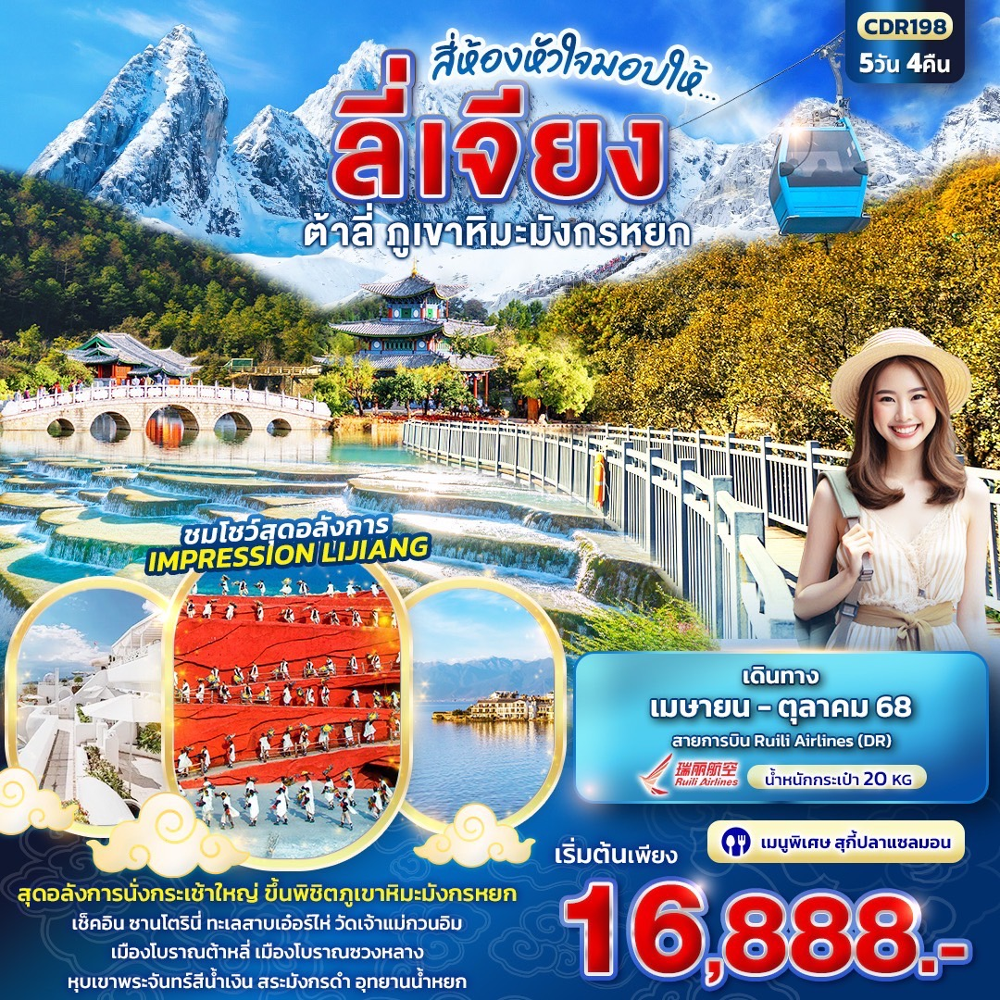 CDR198
5วัน 4คืน
สี่ห้องหัวใจมอบให้...
ลี่เจียง
ต้าลี่ ภูเขาหิมะมังกรหยก
ชมโชว์สุดอลังการ
IMPRESSION LIJIANG
เดินทาง
เมษายน - ตุลาคม 68
สายการบิน Ruili Airlines (DR)
瑞丽航空
Ruili Airlines
น้ำหนักกระเป๋า 20 KG
เมนูพิเศษ สุกี้ปลาแซลมอน
เริ่มต้นเพียง
16,888.-
สุดอลังการนั่งกระเช้าใหญ่ ขึ้นพิชิตภูเขาหิมะมังกรหยก
เช็คอิน ซานโตรินี่ ทะเลสาบเอ๋อร์ไห่ วัดเจ้าแม่กวนอิม
เมืองโบราณต้าหลี่ เมืองโบราณซวงหลาง
หุบเขาพระจันทร์สีน้ำเงิน สระมังกรดำ อุทยานน้ำหยก